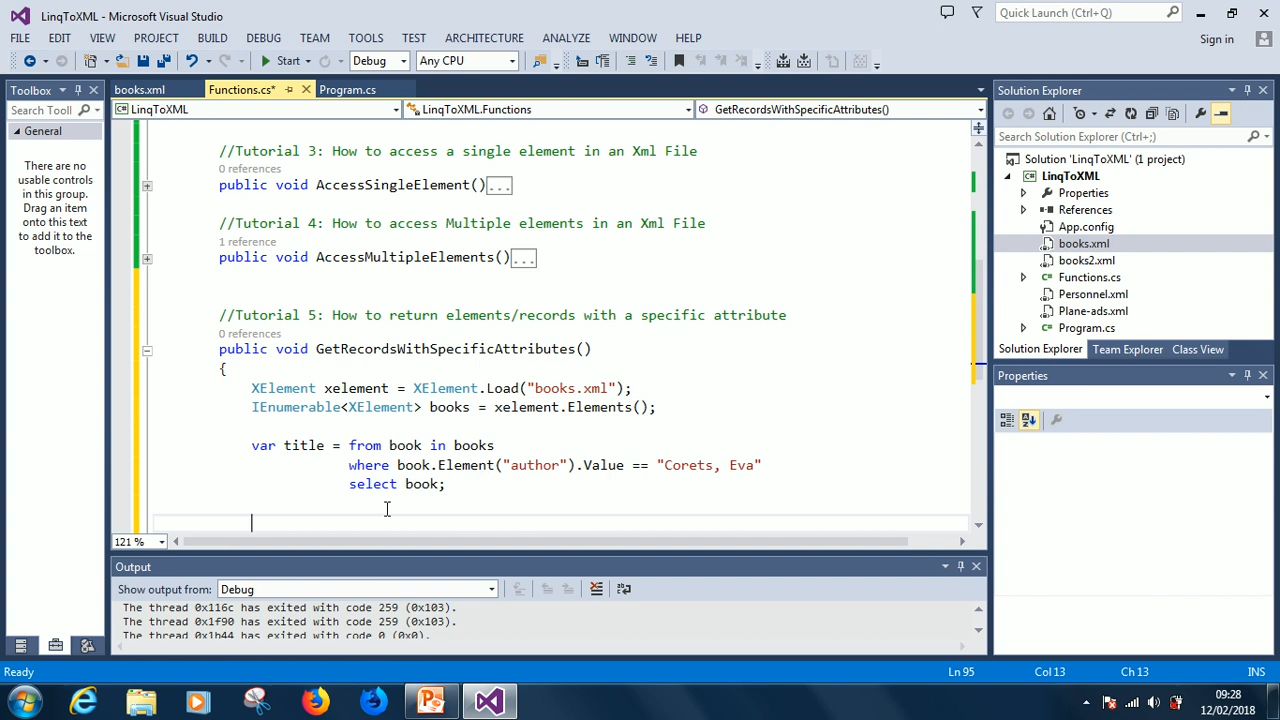 LinqToXML - Microsoft Visual Studio
Quick Launch (Ctrl+Q)
FILE EDIT VIEW PROJECT BUILD DEBUG TEAM TOOLS TEST ARCHITECTURE ANALYZE WINDOW HELP
Sign in
Start Debug Any CPU
Toolbox
Search Tooll
General
There are no
usable controls
in this group.
Drag an item
onto this text
to add it to the
toolbox.
books.xml Functions.cs* Program.cs
LinqToXML LinqToXML.Functions GetRecordsWithSpecificAttributes()
//Tutorial 3: How to access a single element in an Xml File
0 references
public void AccessSingleElement()...
//Tutorial 4: How to access Multiple elements in an Xml File
1 reference
public void AccessMultipleElements()...
//Tutorial 5: How to return elements/records with a specific attribute
0 references
public void GetRecordsWithSpecificAttributes()
{
XElement xelement = XElement.Load("books.xml");
IEnumerable<XElement> books = xelement.Elements();
var title = from book in books
where book.Element("author").Value == "Corets, Eva"
select book;
121 %
Output
Show output from: Debug
The thread 0x116c has exited with code 259 (0x103).
The thread 0x1f90 has exited with code 259 (0x103).
The thread 0x1b44 has exited with code 0 (0x0).
Solution Explorer
Search Solution Explorer (Ctrl+;)
Solution 'LinqToXML' (1 project)
LinqToXML
Properties
References
App.config
books.xml
books2.xml
Functions.cs
Personnel.xml
Plane-ads.xml
Program.cs
Solution Explorer Team Explorer Class View
Properties
Ready Ln 95 Col 13 Ch 13 INS
09:28
12/02/2018